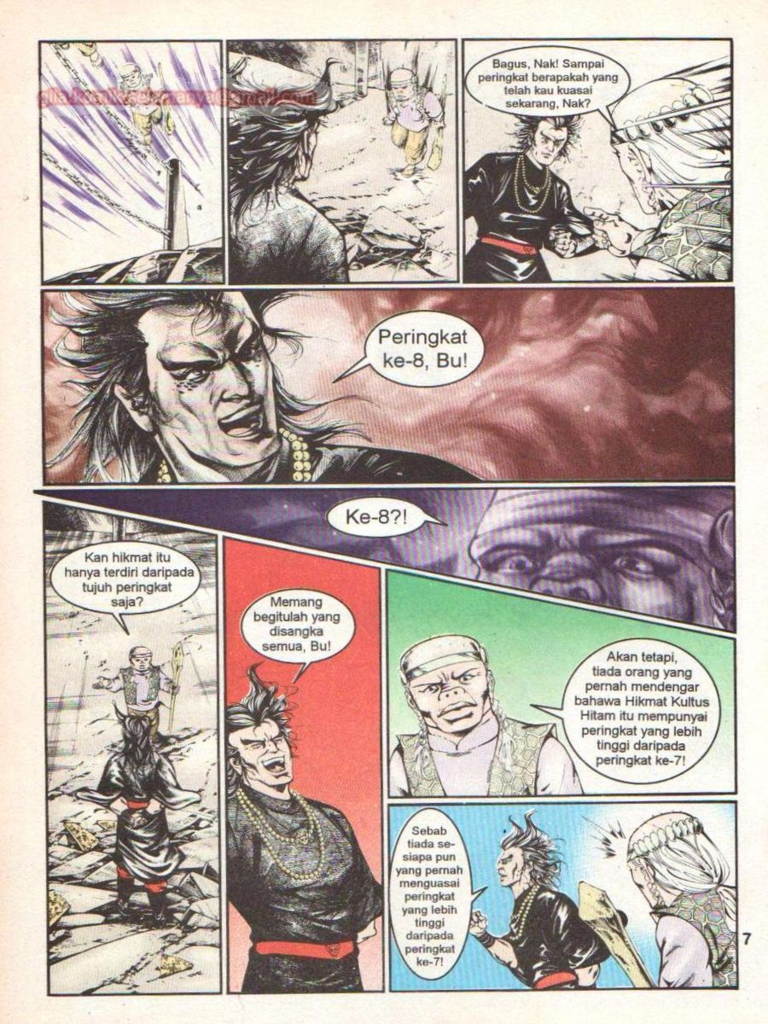 Bagus, Nak! Sampai
peringkat berapakah yang
telah kau kuasai
sekarang, Nak?
Peringkat
ke-8, Bu!
Ke-8?!
Kan hikmat itu
hanya terdiri daripada
tujuh peringkat
saja?
Memang
begitulah yang
disangka
semua, Bu!
Akan tetapi,
tiada orang yang
pernah mendengar
bahawa Hikmat Kultus
Hitam itu mempunyai
peringkat yang lebih
tinggi daripada
peringkat ke-7!
Sebab
tiada se-
siapa pun
yang pernah
menguasai
peringkat
yang lebih
tinggi
daripada
peringkat
ke-7!
7